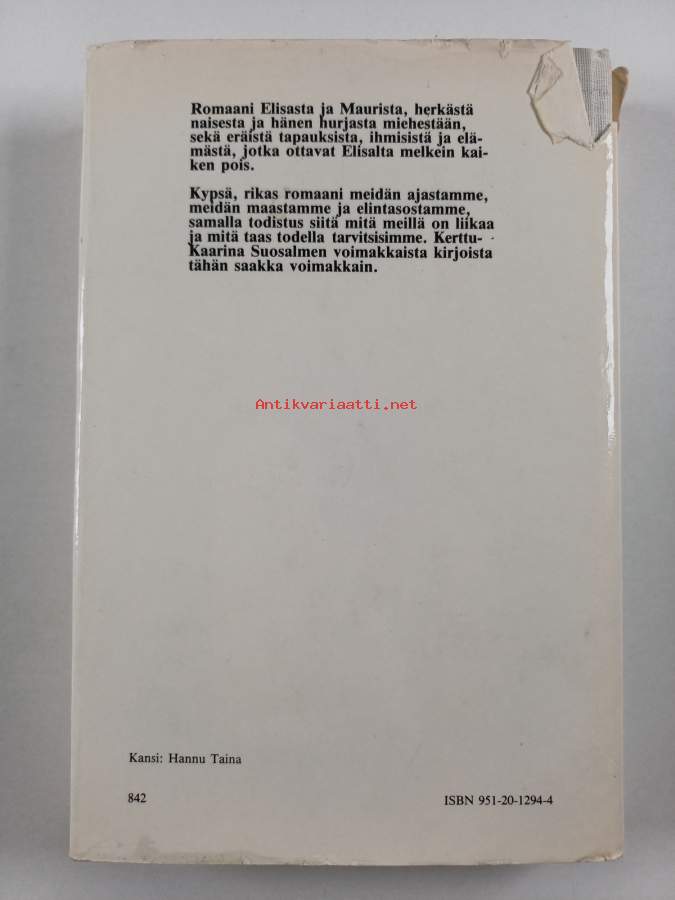 Romaani Elisasta ja Maurista, herkästä
naisesta ja hänen hurjasta miehestään,
sekä eräistä tapauksista, ihmisistä ja elä-
mästä, jotka ottavat Elisalta melkein kai-
ken pois.
Kypsä, rikas romaani meidän ajastamme,
meidän maastamme ja elintasostamme,
samalla todistus siitä mitä meillä on liikaa
ja mitä taas todella tarvitsisimme. Kerttu-
Kaarina Suosalmen voimakkaista kirjoista
tähän saakka voimakkain.
Antikvariaatti.net
Kansi: Hannu Taina
842
ISBN 951-20-1294-4